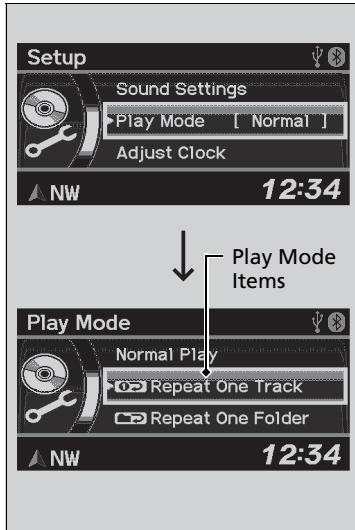 Setup
Sound Settings
Play Mode [ Normal ]
Adjust Clock
NW 12:34
Play Mode
Items
Play Mode
Normal Play
Repeat One Track
Repeat One Folder
NW 12:34